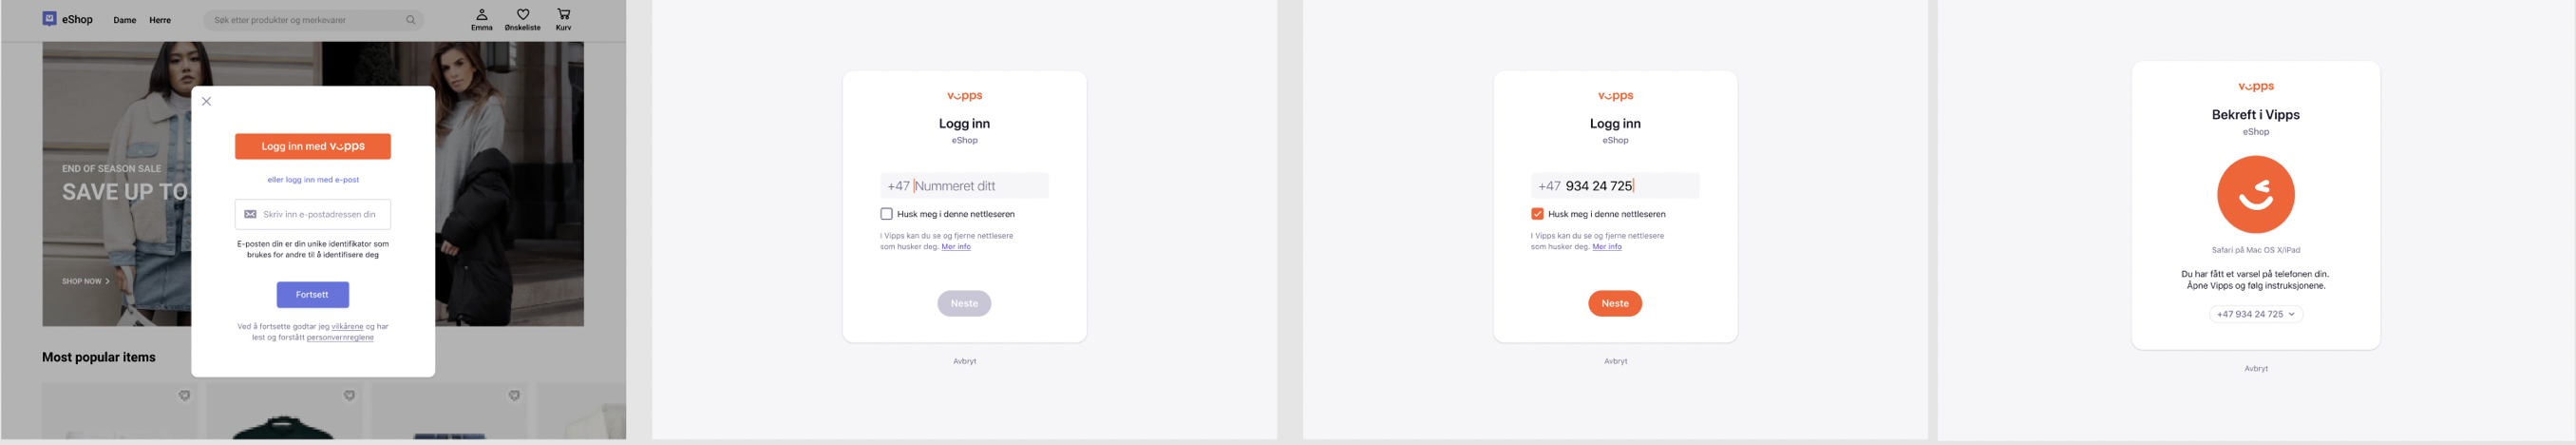 eShop
Dame
Herre
Søk etter produkter og merkevarer
Emma
Ønskeliste
Kurv
END OF SEASON SALE
SAVE UP TO
SHOP NOW >
Logg inn med vipps
eller logg inn med e-post
Skriv inn e-postadressen din
E-posten din er din unike identifikator som
brukes for andre til å identifisere deg
Fortsett
Ved å fortsette godtar jeg vilkårene og har
lest og forstått personvernreglene
Most popular items
vipps
Logg inn
eShop
+47 Nummeret ditt
Husk meg i denne nettleseren
I Vipps kan du se og fjerne nettlesere
som husker deg. Mer info
Neste
Avbryt
vipps
Logg inn
eShop
+47 934 24 725
Husk meg i denne nettleseren
I Vipps kan du se og fjerne nettlesere
som husker deg. Mer info
Neste
Avbryt
vipps
Bekreft i Vipps
eShop
Safari på Mac OS X/iPad
Du har fått et varsel på telefonen din.
Åpne Vipps og følg instruksjonene.
+47 934 24 725
Avbryt